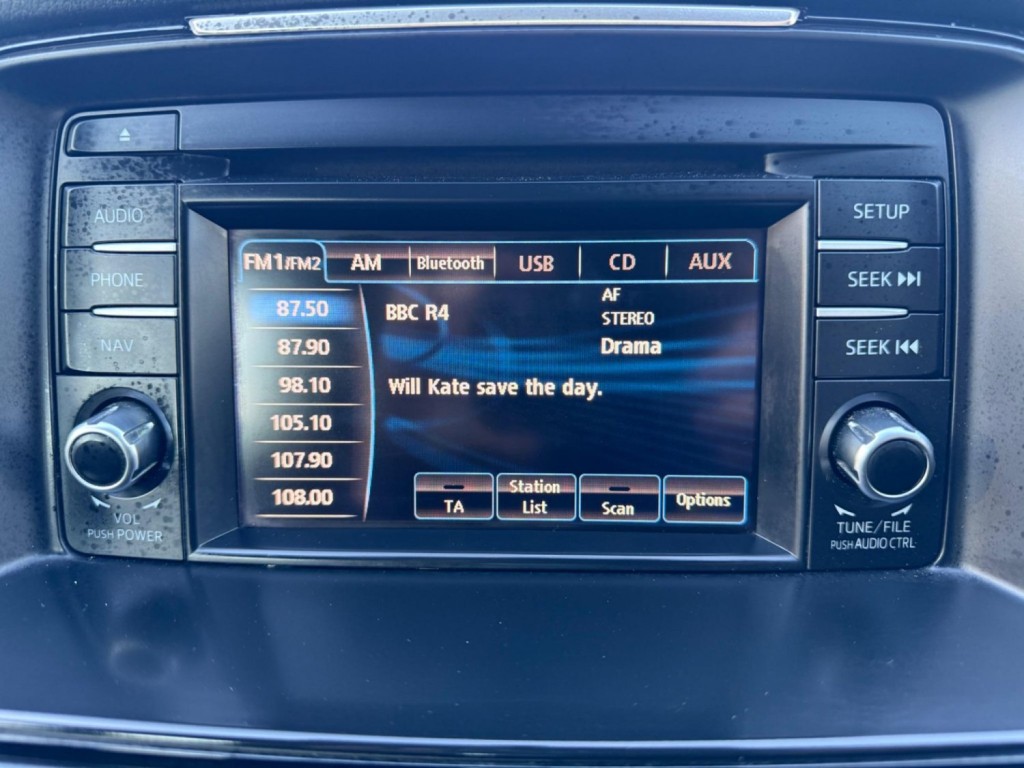 AUDIO
PHONE
NAV
VOL
PUSH POWER
FM1/FM2 AM Bluetooth USB CD AUX
87.50
87.90
98.10
105.10
107.90
108.00
BBC R4
AF
STEREO
Drama
Will Kate save the day.
TA
Station
List
Scan
Options
SETUP
SEEK
SEEK
TUNE/FILE
PUSH AUDIO CTRL